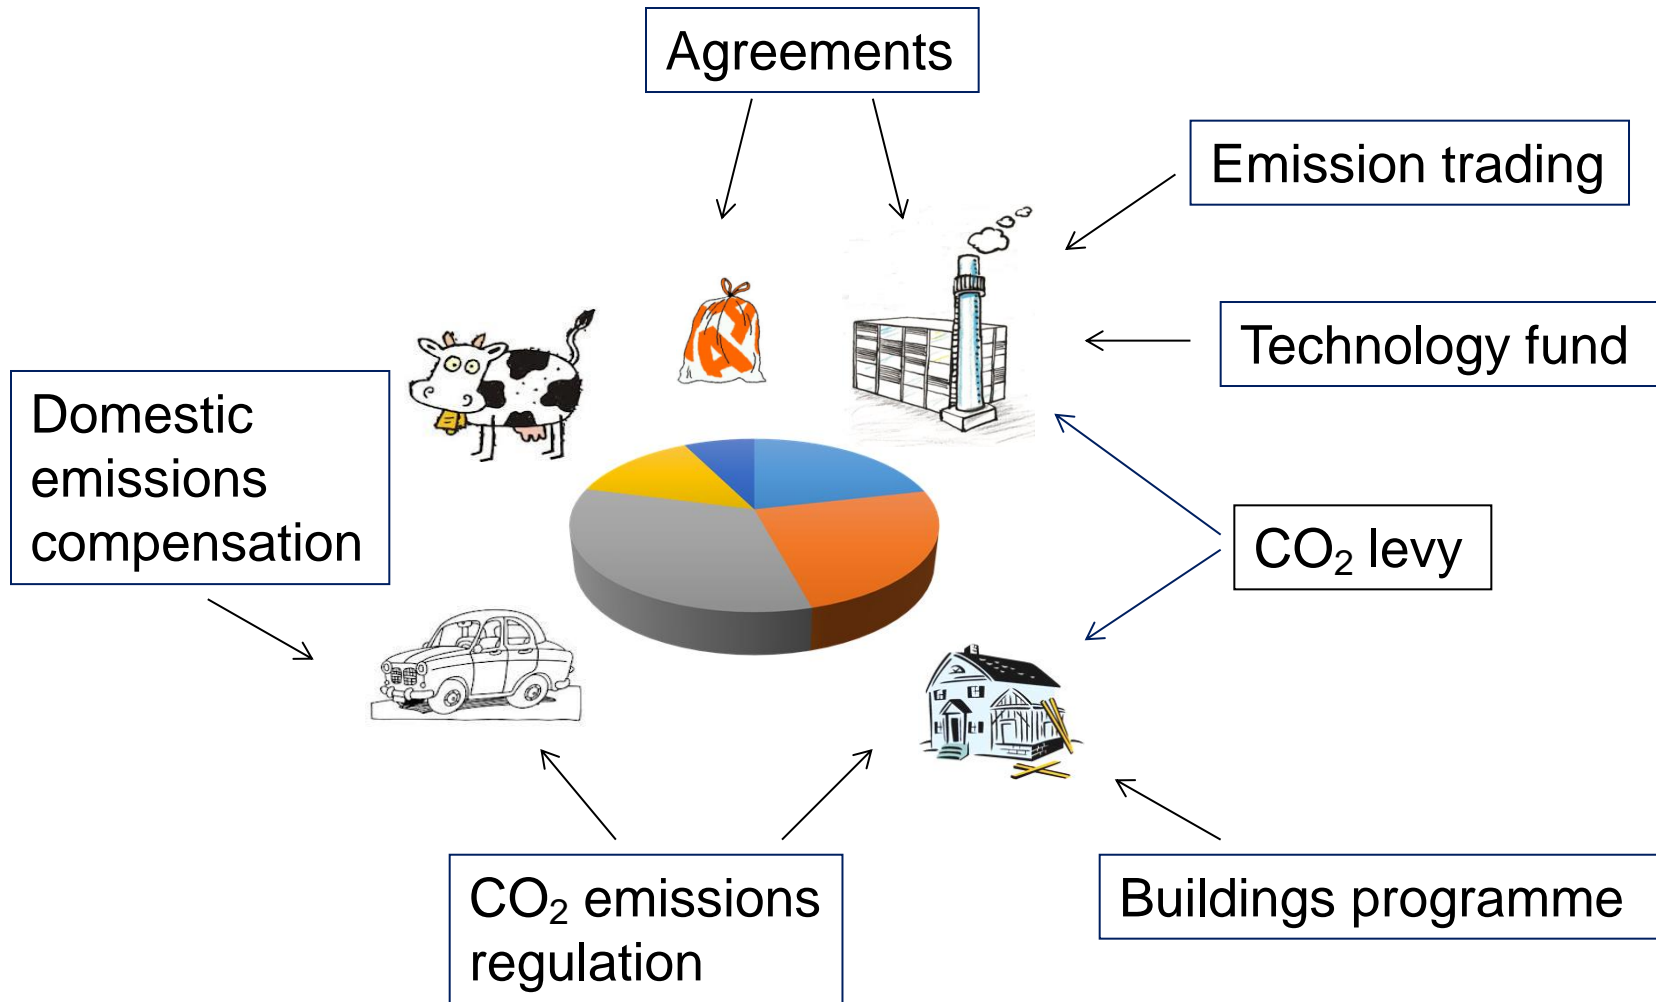 Agreements
Emission trading
Technology fund
Domestic
emissions
compensation
CO₂ levy
CO₂ emissions
regulation
Buildings programme